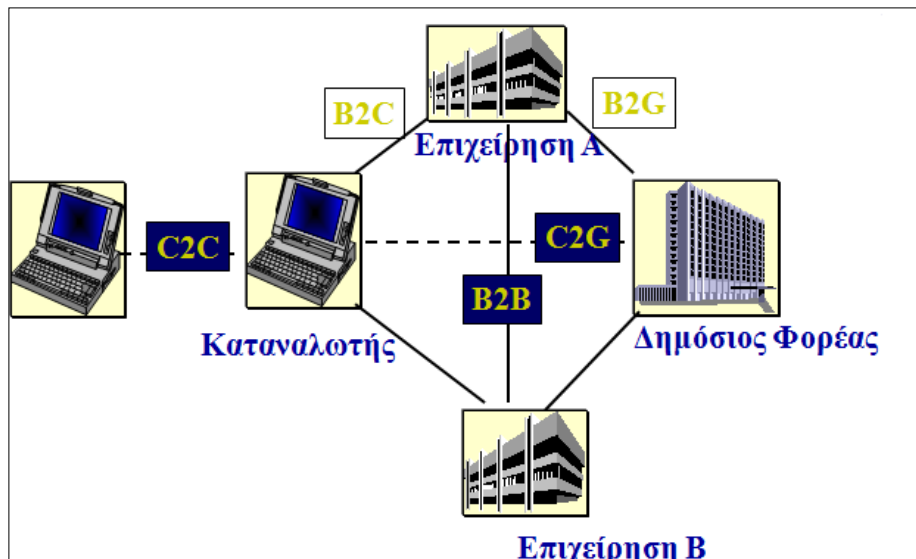 B2C
B2G
Επιχείρηση Α
C2C
C2G
B2B
Καταναλωτής
Δημόσιος Φορέας
Επιχείρηση Β